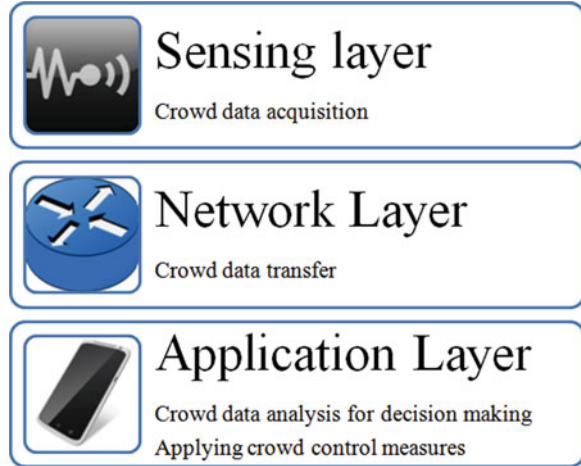 Sensing layer
Crowd data acquisition
Network Layer
Crowd data transfer
Application Layer
Crowd data analysis for decision making
Applying crowd control measures